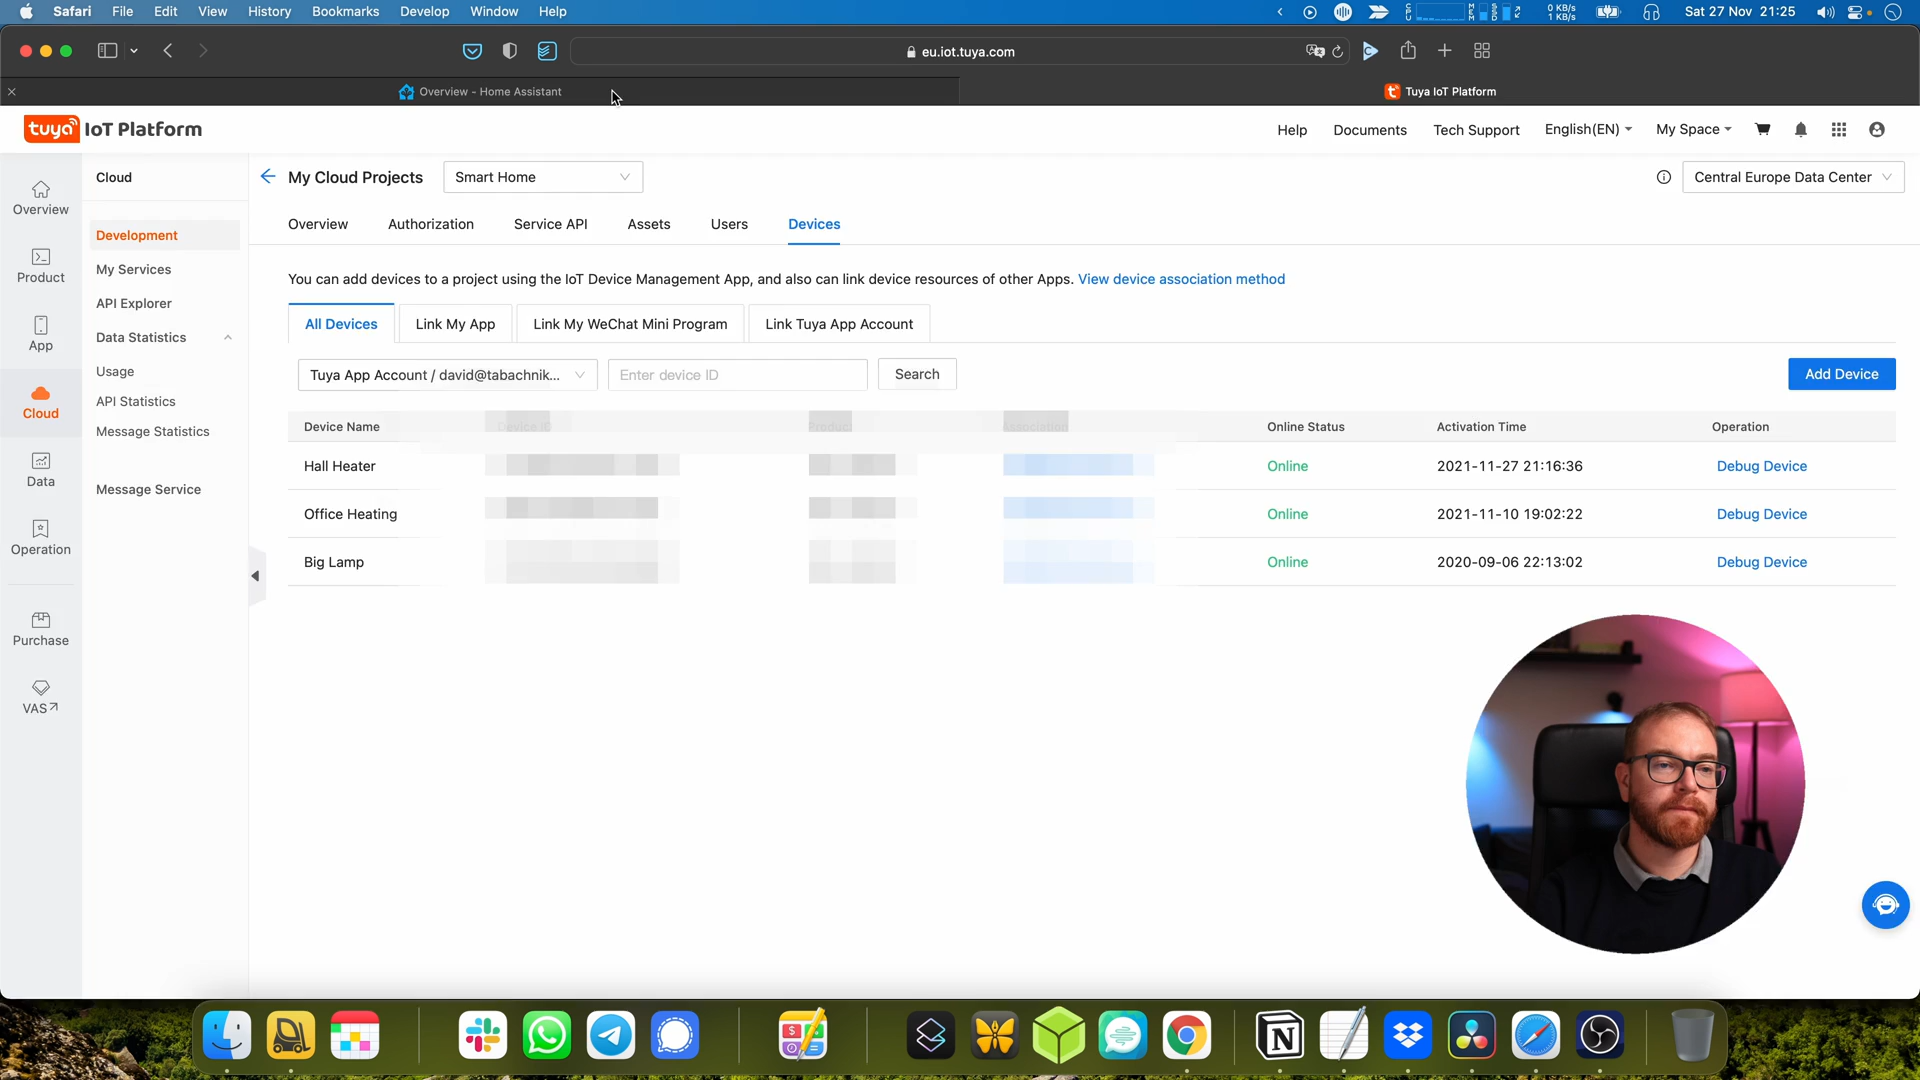 Safari File Edit View History Bookmarks Develop Window Help
0 KB/s
1 KB/s
Sat 27 Nov 21:25
eu.iot.tuya.com
Overview - Home Assistant
Tuya IoT Platform
tuya IoT Platform
Help Documents Tech Support English(EN) My Space
Cloud
My Cloud Projects
Smart Home
Central Europe Data Center
Overview
Product
App
Cloud
Data
Operation
Purchase
VAS
Development
My Services
API Explorer
Data Statistics
Usage
API Statistics
Message Statistics
Message Service
Overview Authorization Service API Assets Users Devices
You can add devices to a project using the IoT Device Management App, and also can link device resources of other Apps. View device association method
All Devices Link My App Link My WeChat Mini Program Link Tuya App Account
Tuya App Account / david@tabachnik...
Enter device ID
Search
Add Device
Device Name Device ID Product Association Online Status Activation Time Operation
Hall Heater Online 2021-11-27 21:16:36 Debug Device
Office Heating Online 2021-11-10 19:02:22 Debug Device
Big Lamp Online 2020-09-06 22:13:02 Debug Device